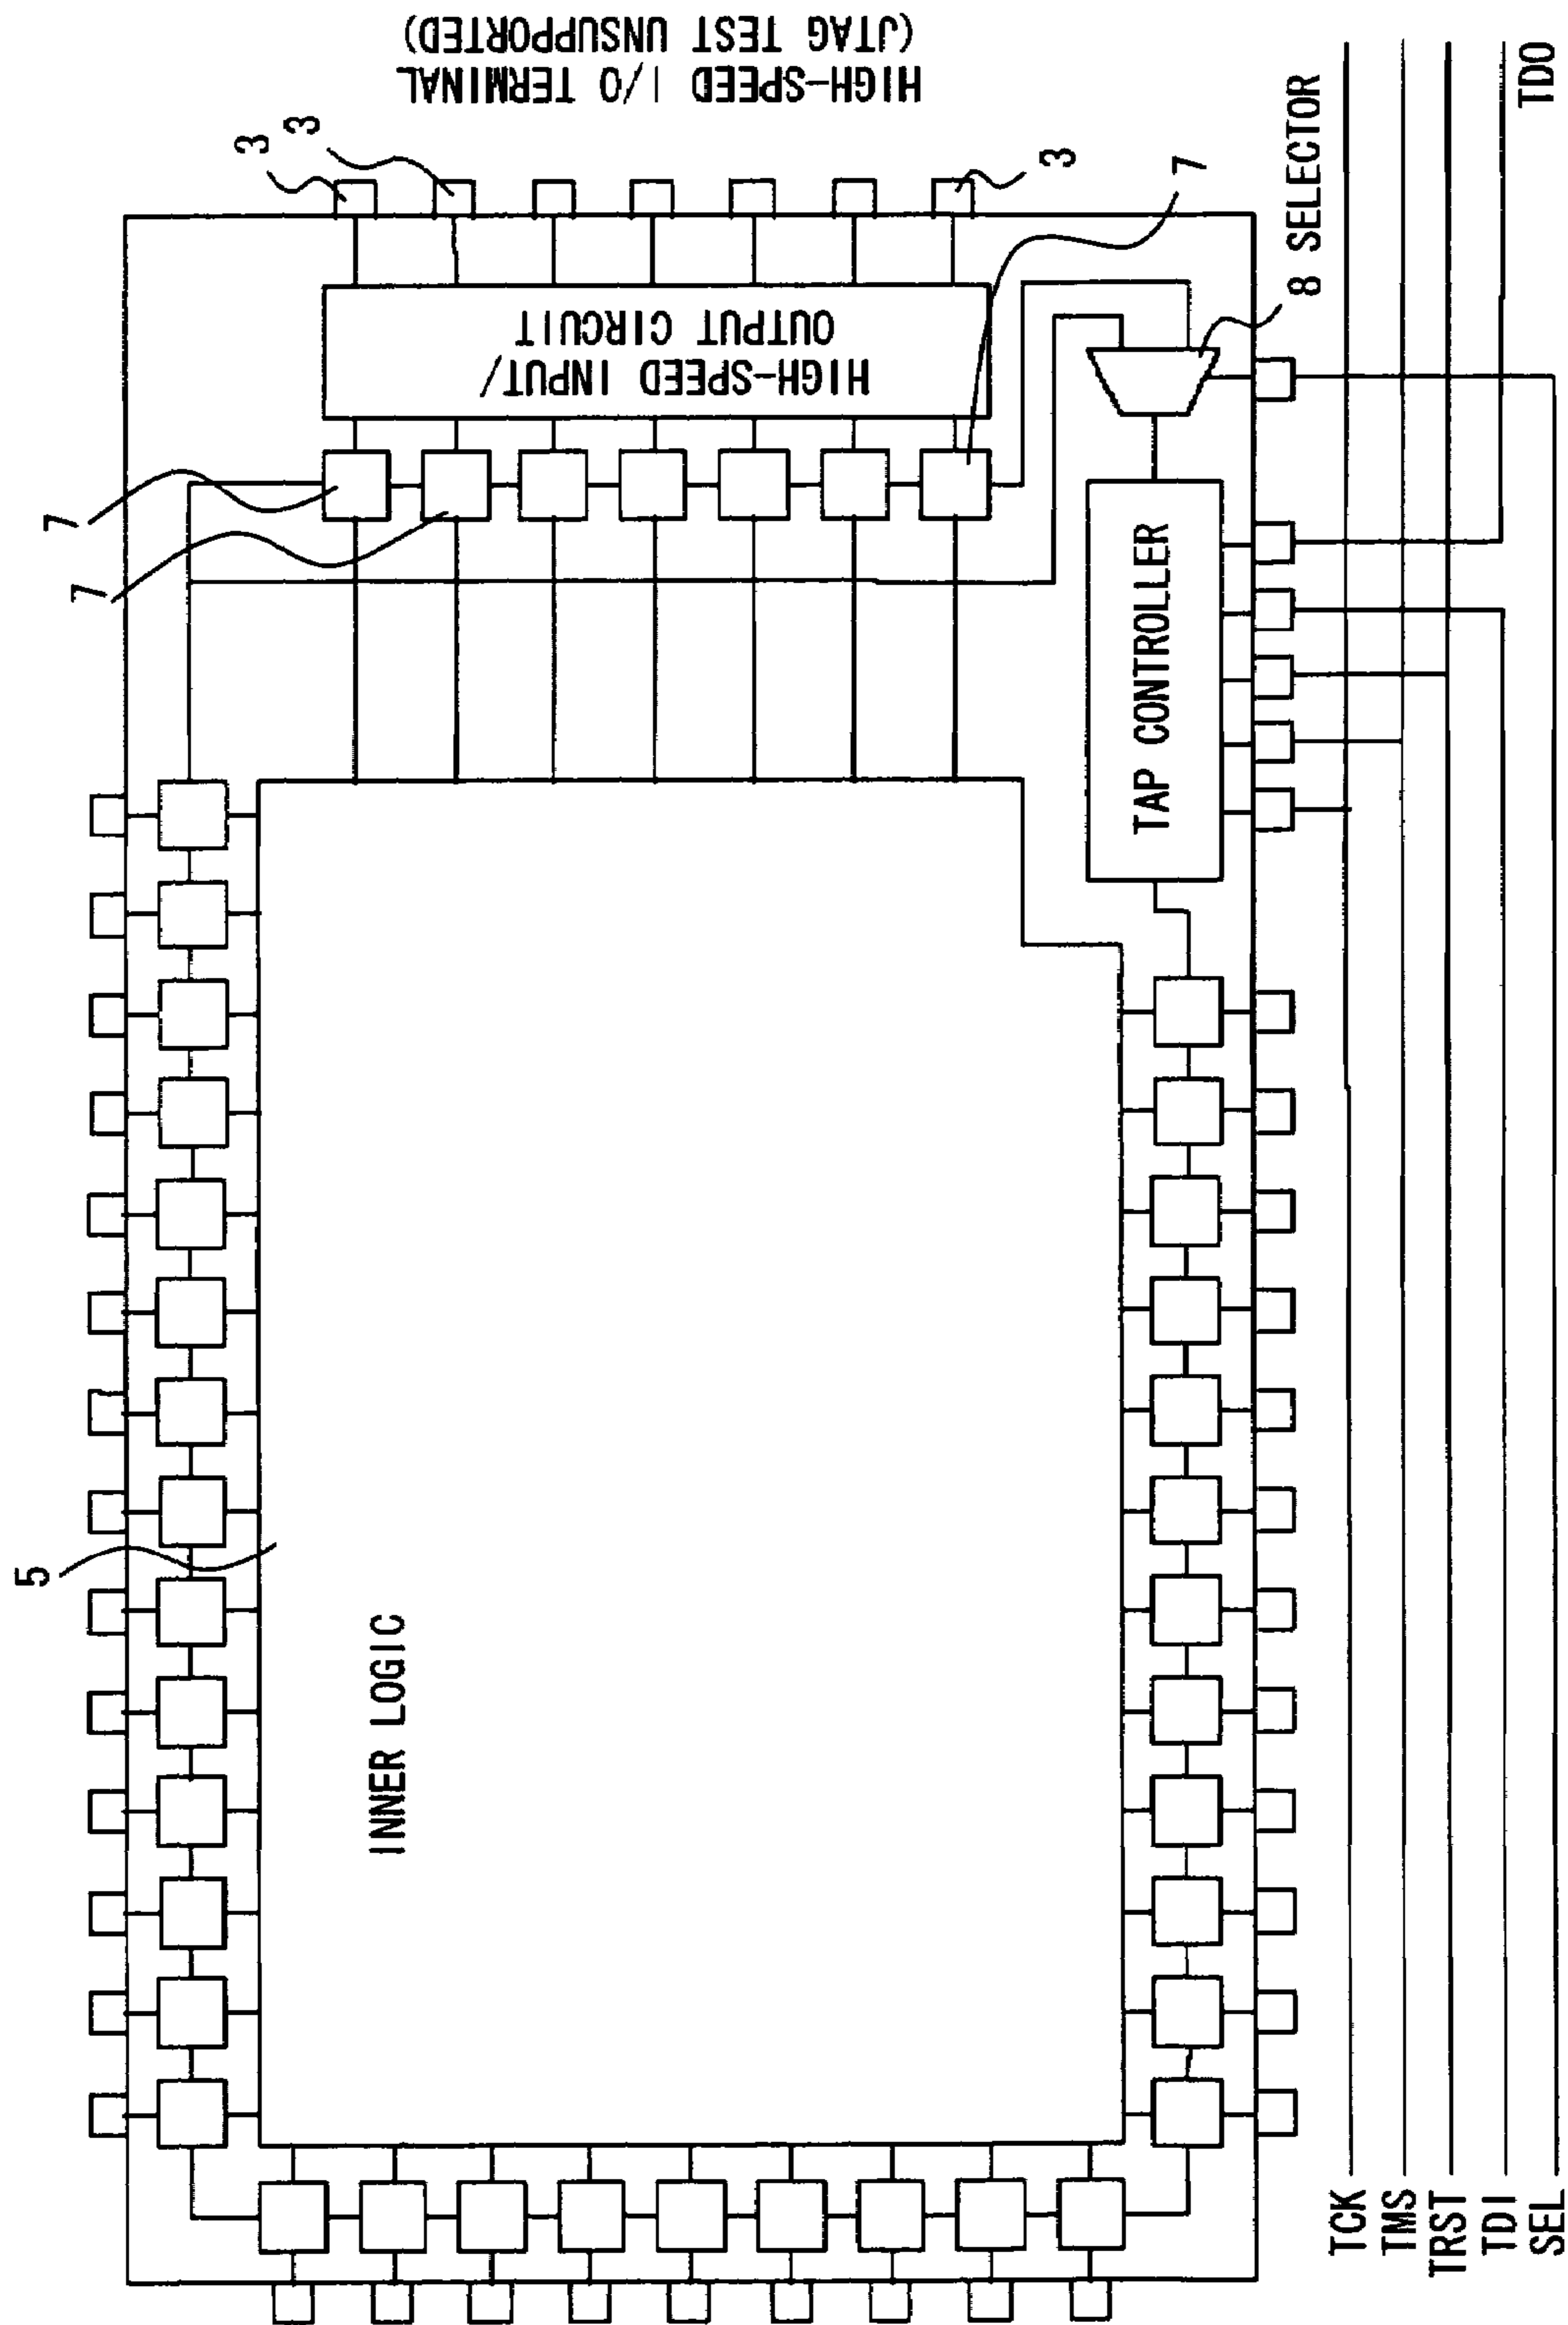 HIGH-SPEED I/O TERMINAL
(JTAG TEST UNSUPPORTED)
3
3
3
7
7
7
HIGH-SPEED INPUT/
OUTPUT CIRCUIT
8 SELECTOR
TAP CONTROLLER
5
INNER LOGIC
TCK
TMS
TRST
TDI
SEL
TDO